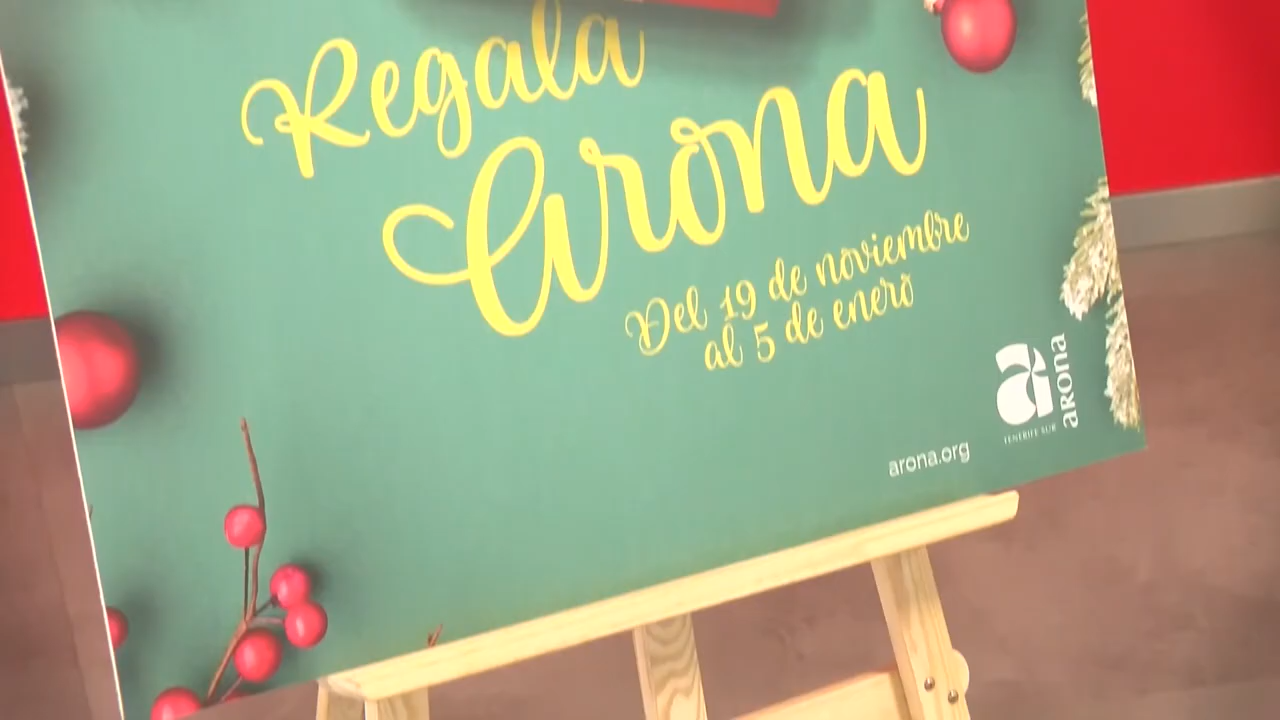 Regala
Arona
Del 19 de noviembre
al 5 de enero
arona.org
TENERIFE SUR
ARONA